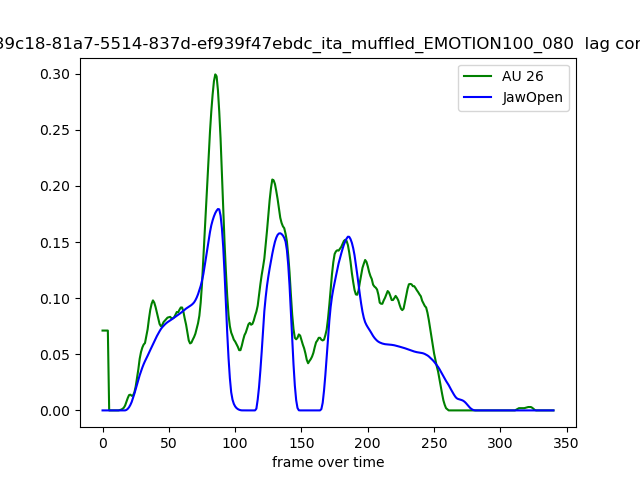 39c18-81a7-5514-837d-ef939f47ebdc_ita_muffled_EMOTION100_080 lag
AU 26
JawOpen
0.30
0.25
0.20
0.15
0.10
0.05
0.00
0 50 100 150 200 250 300 350
frame over time